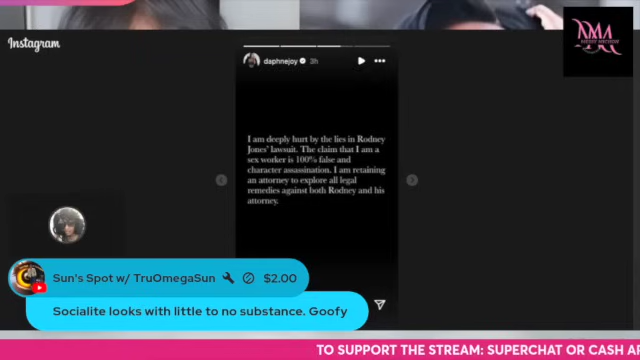 Instagram
daphnejoy 3h
I am deeply hurt by the lies in Rodney
Jones' lawsuit. The claim that I am a
sex worker is 100% false and
character assassination. I am retaining
an attorney to explore all legal
remedies against both Rodney and his
attorney.
Sun's Spot w/ TruOmegaSun $2.00
Socialite looks with little to no substance. Goofy
TO SUPPORT THE STREAM: SUPERCHAT OR CASH AP